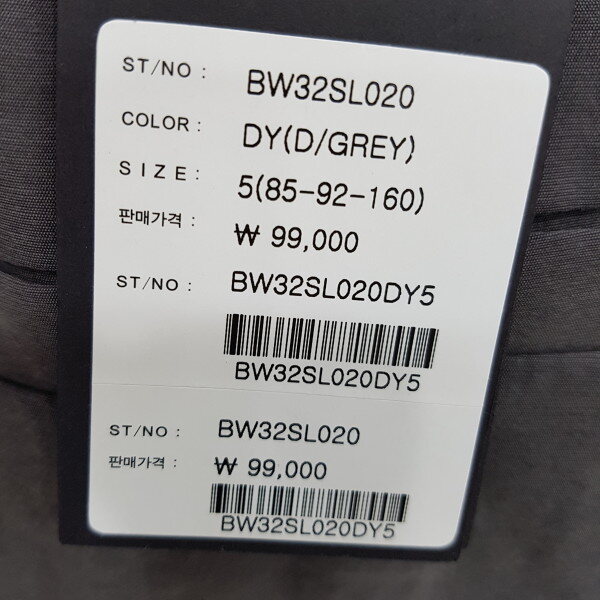 ST/NO : BW32SL020
COLOR : DY(D/GREY)
SIZE : 5(85-92-160)
판매가격 : ₩ 99,000
ST/NO : BW32SL020DY5
BW32SL020DY5
ST/NO : BW32SL020
판매가격 : ₩ 99,000
BW32SL020DY5